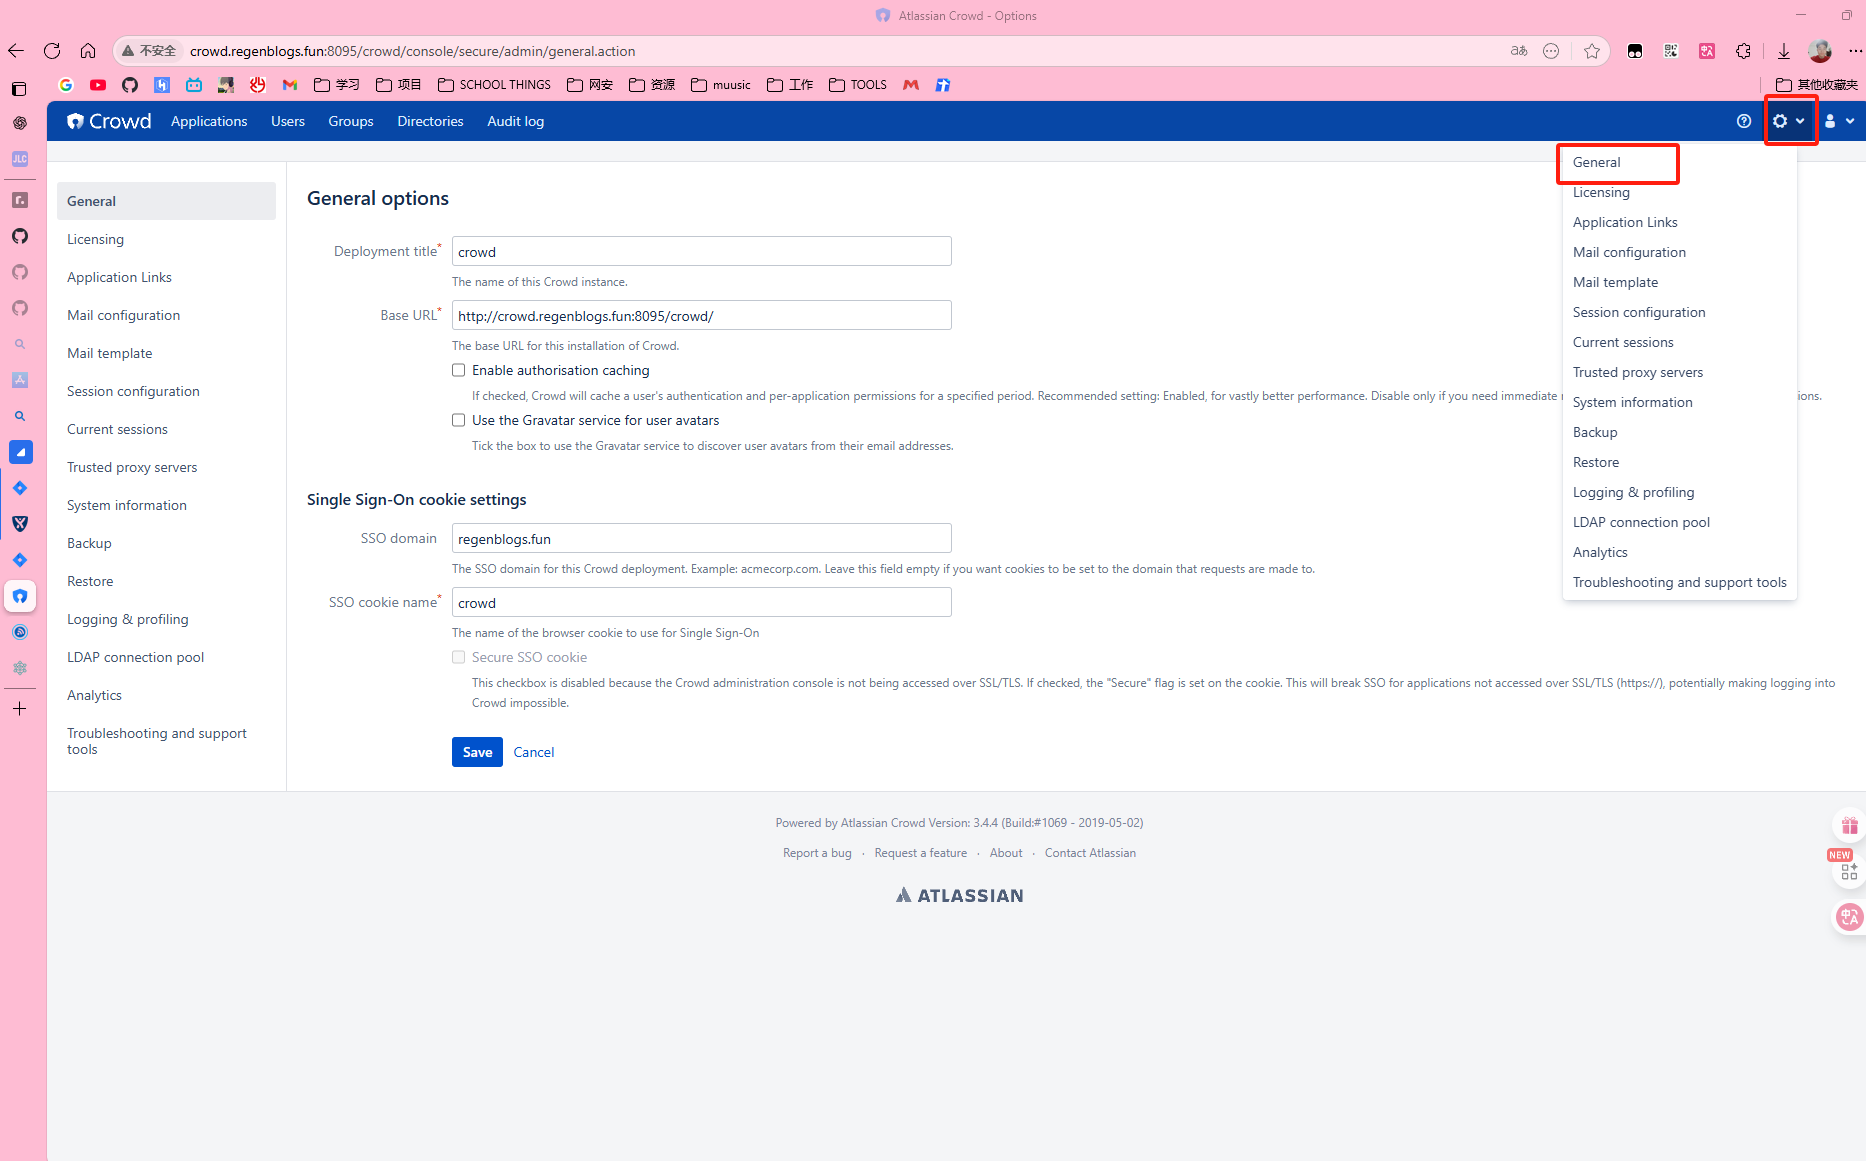 Atlassian Crowd - Options
不安全
crowd.regenblogs.fun:8095/crowd/console/secure/admin/general.action
学习
项目
SCHOOL THINGS
网安
资源
muusic
工作
TOOLS
其他收藏夹
Crowd
Applications
Users
Groups
Directories
Audit log
General
Licensing
Application Links
Mail configuration
Mail template
Session configuration
Current sessions
Trusted proxy servers
System information
Backup
Restore
Logging & profiling
LDAP connection pool
Analytics
Troubleshooting and support
tools
General options
Deployment title*
crowd
The name of this Crowd instance.
Base URL*
http://crowd.regenblogs.fun:8095/crowd/
The base URL for this installation of Crowd.
Enable authorisation caching
If checked, Crowd will cache a user's authentication and per-application permissions for a specified period. Recommended setting: Enabled, for vastly better performance. Disable only if you need immediate
ions.
Use the Gravatar service for user avatars
Tick the box to use the Gravatar service to discover user avatars from their email addresses.
Single Sign-On cookie settings
SSO domain
regenblogs.fun
The SSO domain for this Crowd deployment. Example: acmecorp.com. Leave this field empty if you want cookies to be set to the domain that requests are made to.
SSO cookie name*
crowd
The name of the browser cookie to use for Single Sign-On
Secure SSO cookie
This checkbox is disabled because the Crowd administration console is not being accessed over SSL/TLS. If checked, the "Secure" flag is set on the cookie. This will break SSO for applications not accessed over SSL/TLS (https://), potentially making logging into
Crowd impossible.
Save
Cancel
General
Licensing
Application Links
Mail configuration
Mail template
Session configuration
Current sessions
Trusted proxy servers
System information
Backup
Restore
Logging & profiling
LDAP connection pool
Analytics
Troubleshooting and support tools
Powered by Atlassian Crowd Version: 3.4.4 (Build:#1069 - 2019-05-02)
Report a bug · Request a feature · About · Contact Atlassian
ATLASSIAN
NEW
JLC